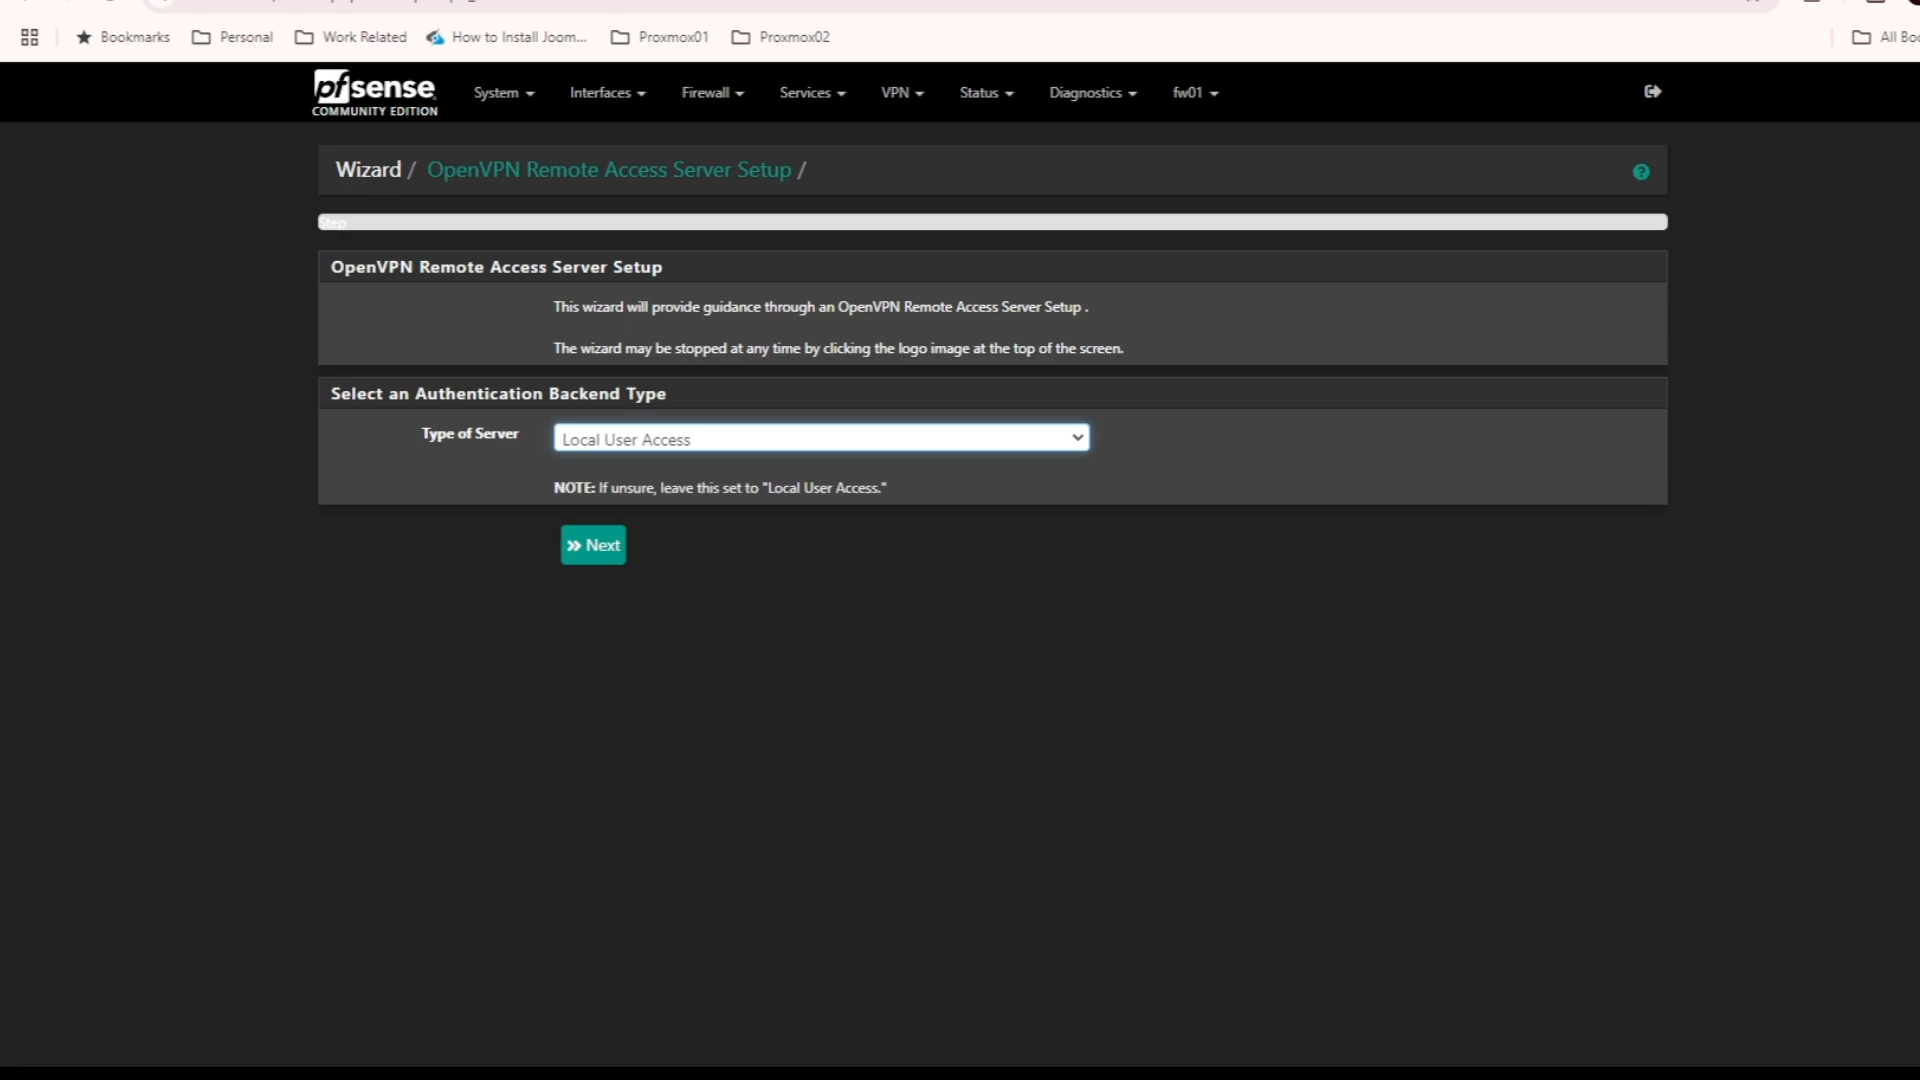 Bookmarks Personal Work Related How to Install Joom... Proxmox01 Proxmox02 All Boo
pfsense COMMUNITY EDITION System Interfaces Firewall Services VPN Status Diagnostics fw01
Wizard / OpenVPN Remote Access Server Setup /
Step
OpenVPN Remote Access Server Setup
This wizard will provide guidance through an OpenVPN Remote Access Server Setup .
The wizard may be stopped at any time by clicking the logo image at the top of the screen.
Select an Authentication Backend Type
Type of Server Local User Access
NOTE: If unsure, leave this set to "Local User Access."
Next